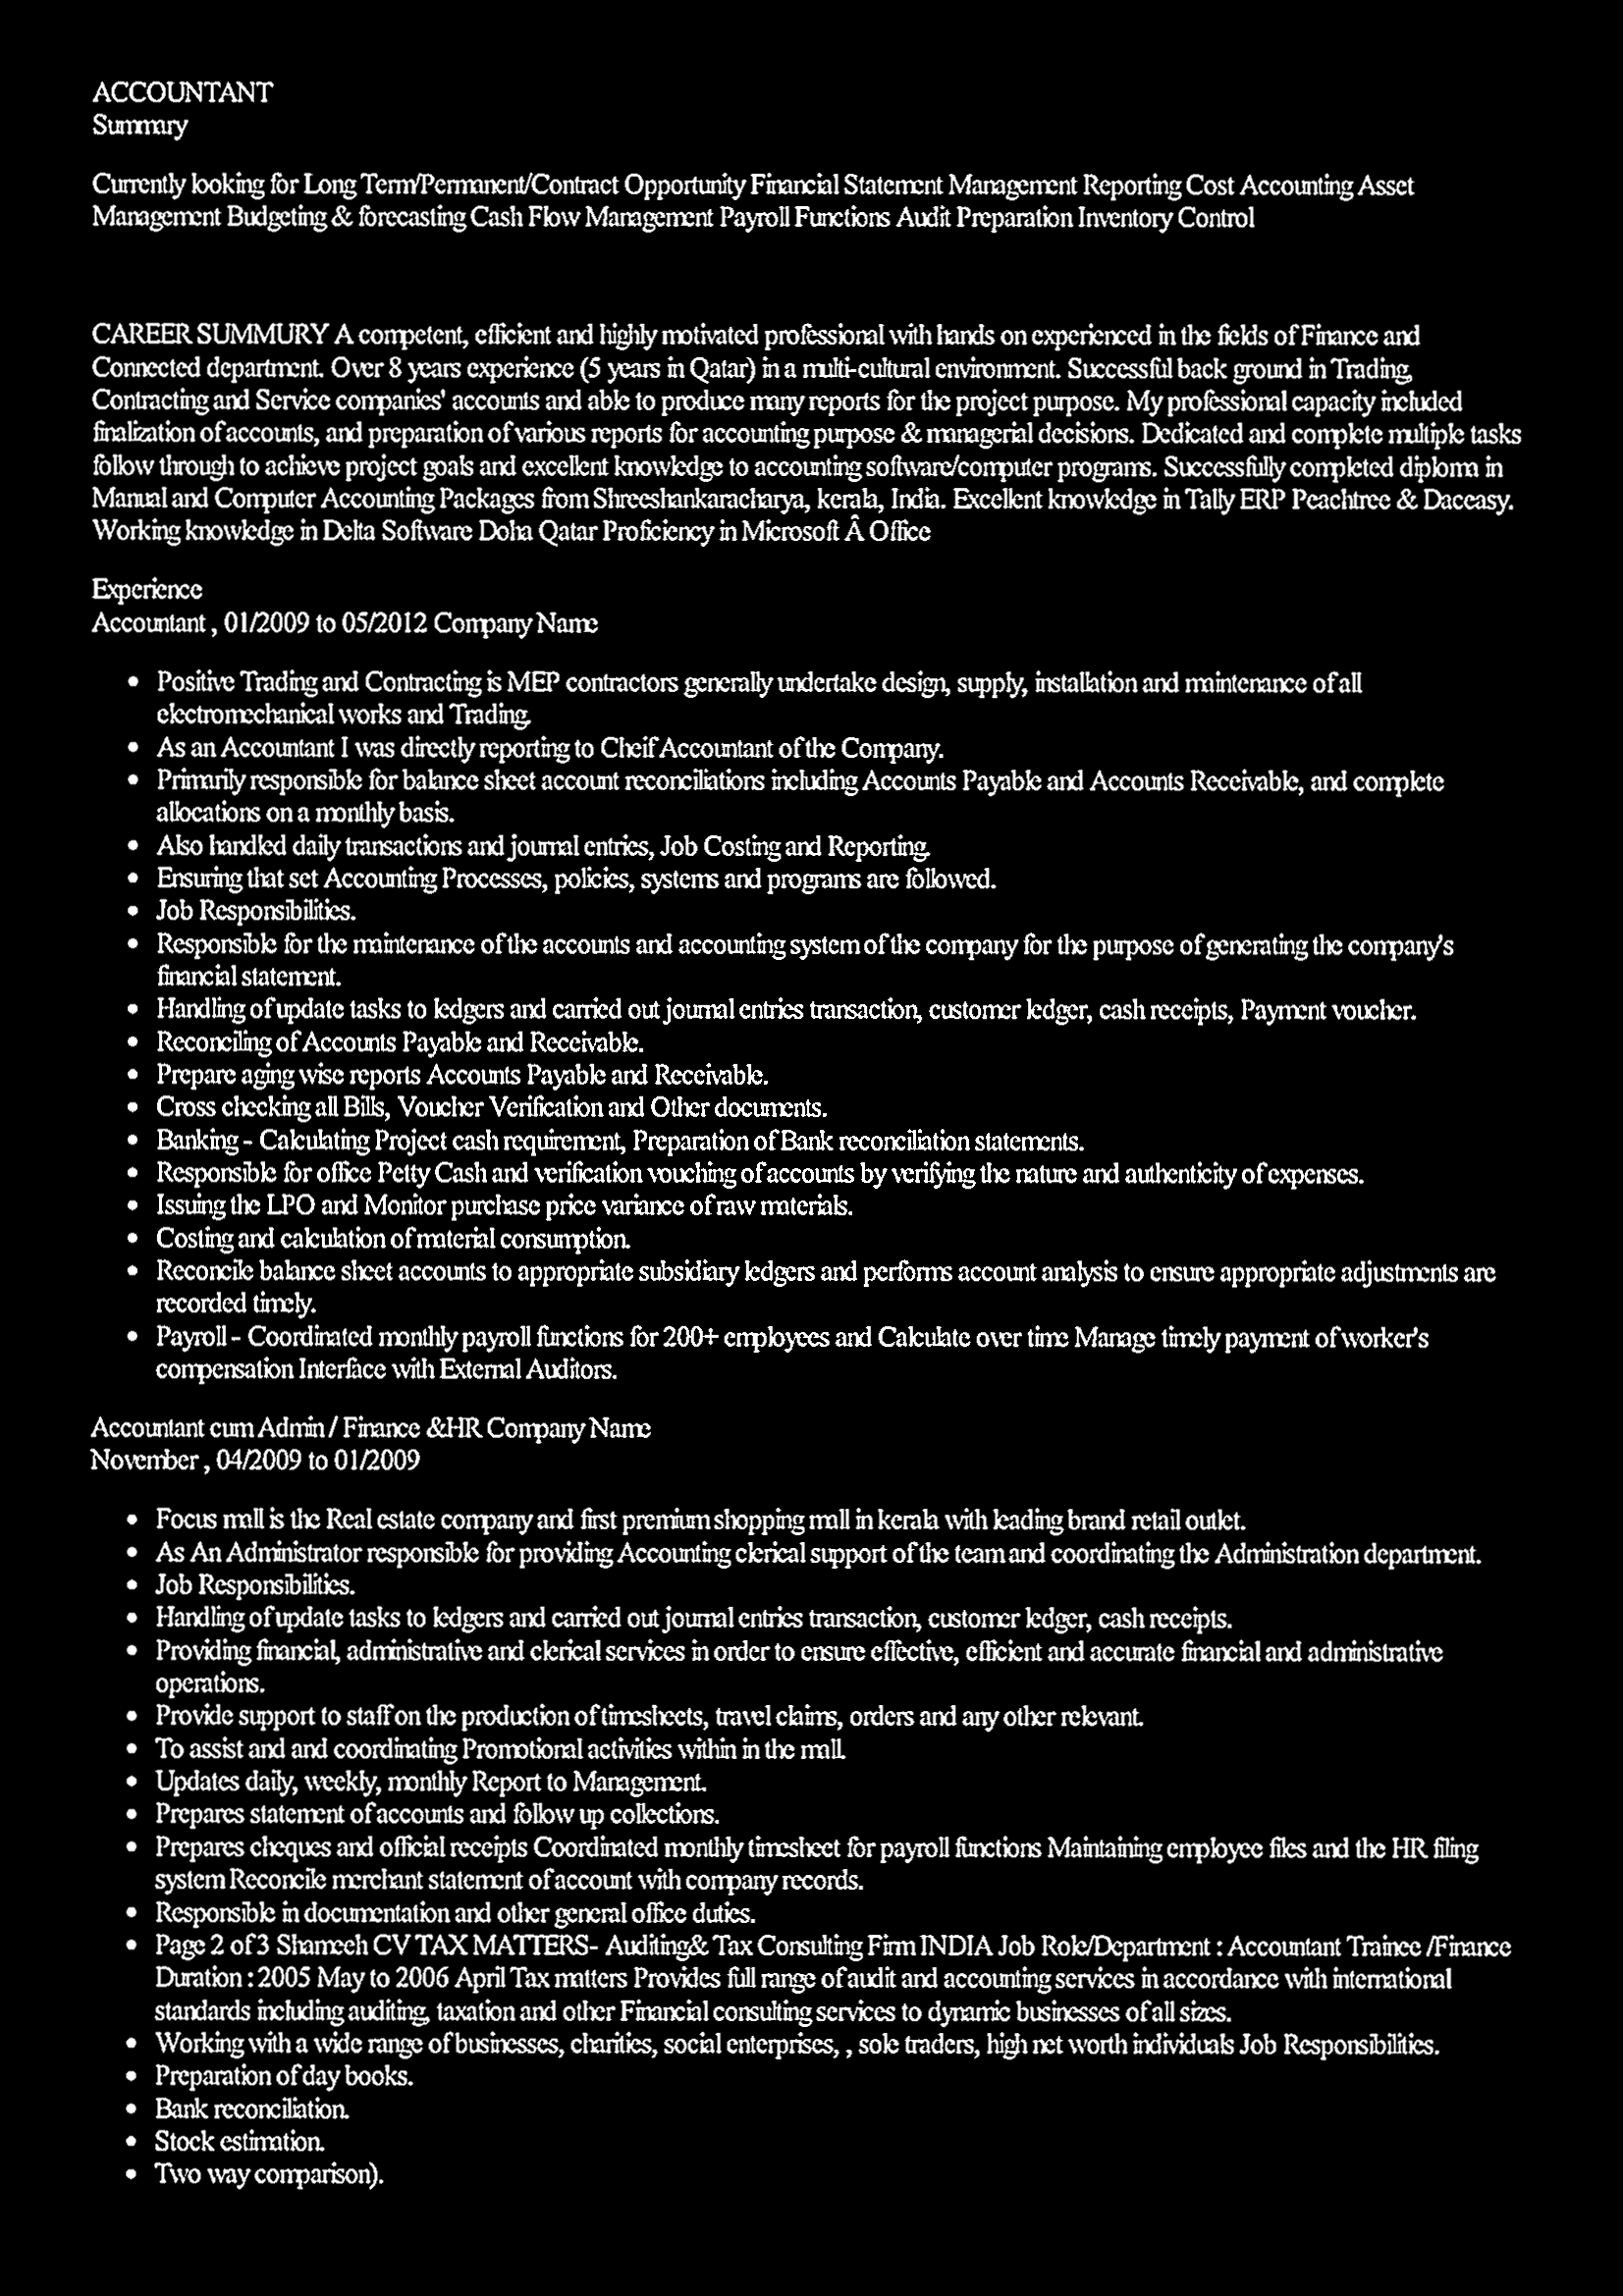 ACCOUNTANT
Summary
Currently looking for Long Term/Permanent/Contract Opportunity Financial Statement Management Reporting Cost Accounting Asset
Management Budgeting & forecasting Cash Flow Management Payroll Functions Audit Preparation Inventory Control
CAREER SUMMURY A competent, efficient and highly motivated professional with hands on experienced in the fields of Finance and
Connected department. Over 8 years experience (5 years in Qatar) in a multi-cultural environment. Successful back ground in Trading,
Contracting and Service companies' accounts and able to produce many reports for the project purpose. My professional capacity included
finalization of accounts, and preparation of various reports for accounting purpose & managerial decisions. Dedicated and complete multiple tasks
follow through to achieve project goals and excellent knowledge to accounting software/computer programs. Successfully completed diploma in
Manual and Computer Accounting Packages from Shreeshankaracharya, kerala, India. Excellent knowledge in Tally ERP Peachtree & Daceasy.
Working knowledge in Delta Software Doha Qatar Proficiency in Microsoft Â Office
Experience
Accountant , 01/2009 to 05/2012 Company Name
• Positive Trading and Contracting is MEP contractors generally undertake design, supply, installation and maintenance of all
electromechanical works and Trading.
• As an Accountant I was directly reporting to Cheif Accountant of the Company.
• Primarily responsible for balance sheet account reconciliations including Accounts Payable and Accounts Receivable, and complete
allocations on a monthly basis.
• Also handled daily transactions and journal entries, Job Costing and Reporting.
• Ensuring that set Accounting Processes, policies, systems and programs are followed.
• Job Responsibilities.
• Responsible for the maintenance of the accounts and accounting system of the company for the purpose of generating the company's
financial statement.
• Handling of update tasks to ledgers and carried out journal entries transaction, customer ledger, cash receipts, Payment voucher.
• Reconciling of Accounts Payable and Receivable.
• Prepare aging wise reports Accounts Payable and Receivable.
• Cross checking all Bills, Voucher Verification and Other documents.
• Banking - Calculating Project cash requirement, Preparation of Bank reconciliation statements.
• Responsible for office Petty Cash and verification vouching of accounts by verifying the nature and authenticity of expenses.
• Issuing the LPO and Monitor purchase price variance of raw materials.
• Costing and calculation of material consumption.
• Reconcile balance sheet accounts to appropriate subsidiary ledgers and performs account analysis to ensure appropriate adjustments are
recorded timely.
• Payroll - Coordinated monthly payroll functions for 200+ employees and Calculate over time Manage timely payment of worker's
compensation Interface with External Auditors.
Accountant cum Admin / Finance &HR Company Name
November , 04/2009 to 01/2009
• Focus mall is the Real estate company and first premium shopping mall in kerala with leading brand retail outlet.
• As An Administrator responsible for providing Accounting clerical support of the team and coordinating the Administration department.
• Job Responsibilities.
• Handling of update tasks to ledgers and carried out journal entries transaction, customer ledger, cash receipts.
• Providing financial, administrative and clerical services in order to ensure effective, efficient and accurate financial and administrative
operations.
• Provide support to staff on the production of timesheets, travel claims, orders and any other relevant.
• To assist and and coordinating Promotional activities within in the mall.
• Updates daily, weekly, monthly Report to Management.
• Prepares statement of accounts and follow up collections.
• Prepares cheques and official receipts Coordinated monthly timesheet for payroll functions Maintaining employee files and the HR filing
system Reconcile merchant statement of account with company records.
• Responsible in documentation and other general office duties.
• Page 2 of 3 Shameeh CV TAX MATTERS- Auditing& Tax Consulting Firm INDIA Job Role/Department : Accountant Trainee /Finance
Duration : 2005 May to 2006 April Tax matters Provides full range of audit and accounting services in accordance with international
standards including auditing, taxation and other Financial consulting services to dynamic businesses of all sizes.
• Working with a wide range of businesses, charities, social enterprises, , sole traders, high net worth individuals Job Responsibilities.
• Preparation of day books.
• Bank reconciliation.
• Stock estimation.
• Two way comparison).